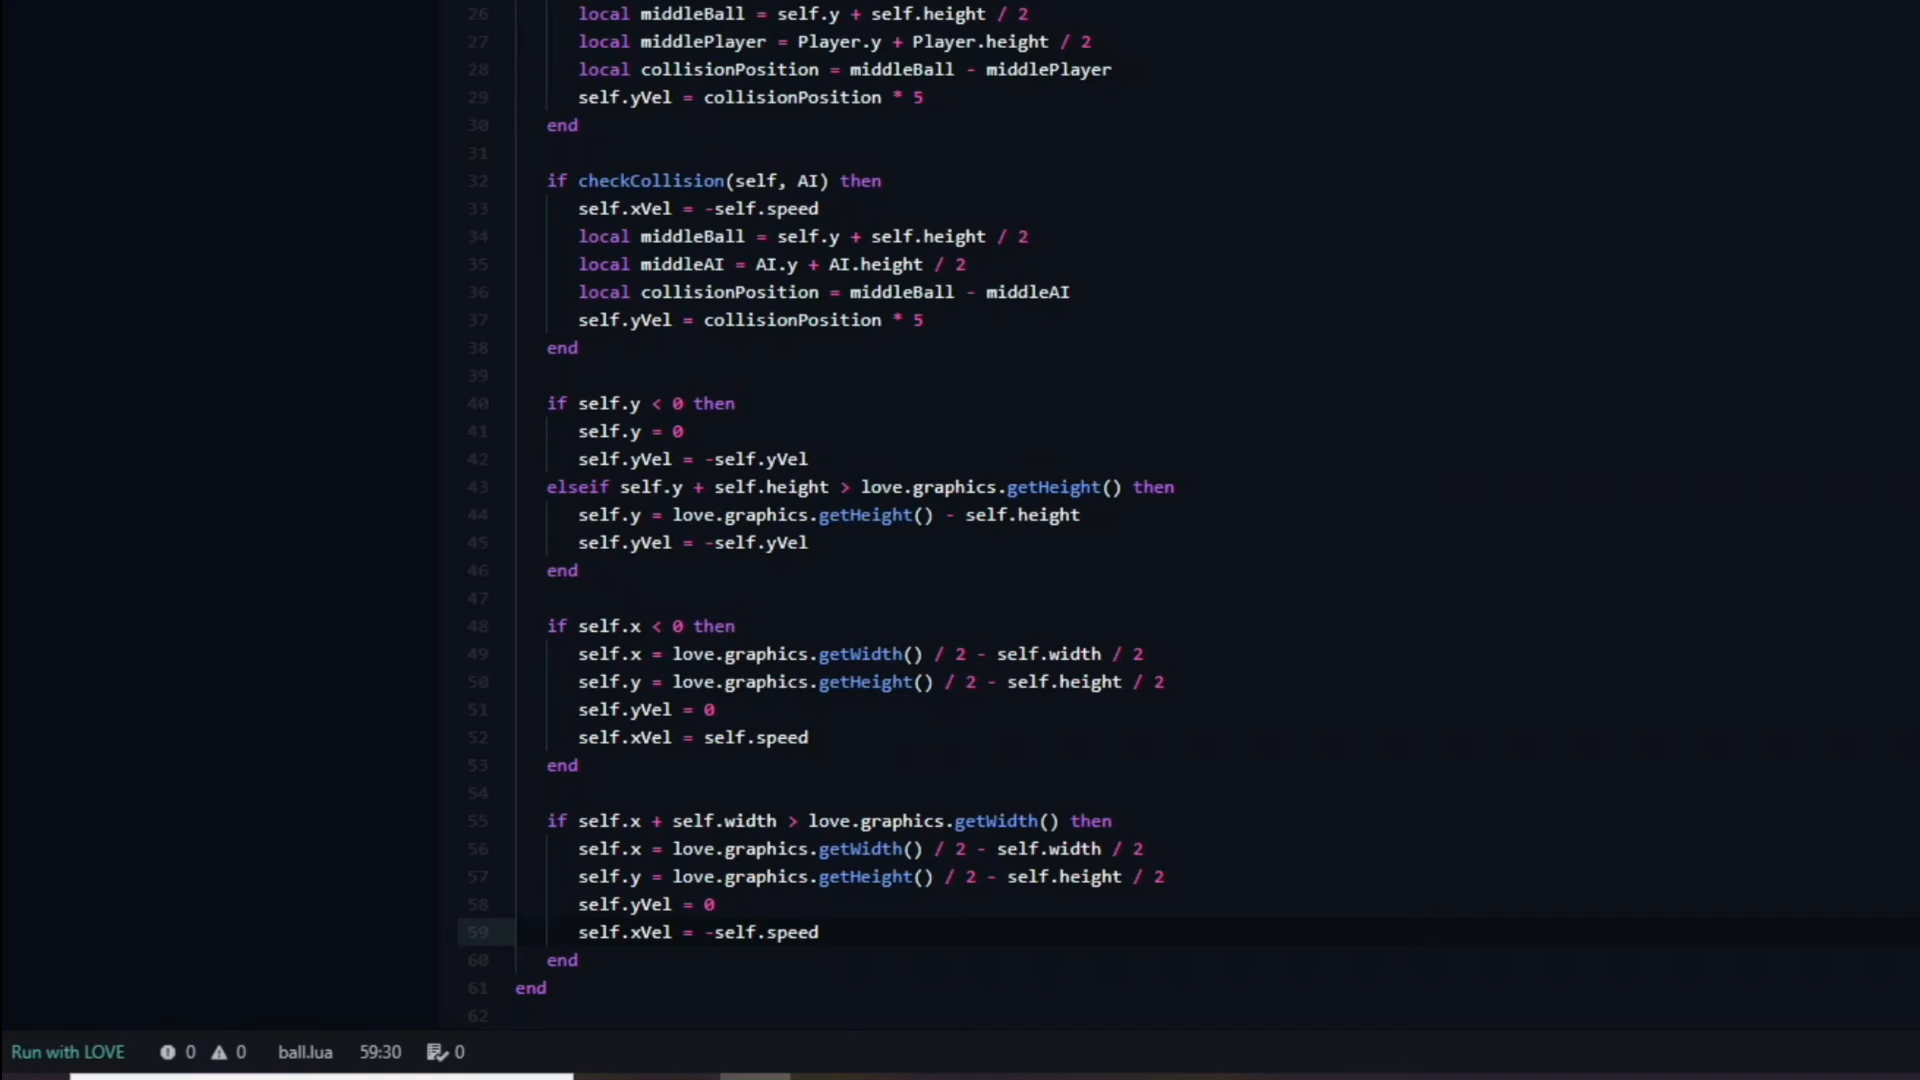 26 local middleBall = self.y + self.height / 2
27 local middlePlayer = Player.y + Player.height / 2
28 local collisionPosition = middleBall - middlePlayer
29 self.yVel = collisionPosition * 5
30 end
31
32 if checkCollision(self, AI) then
33 self.xVel = -self.speed
34 local middleBall = self.y + self.height / 2
35 local middleAI = AI.y + AI.height / 2
36 local collisionPosition = middleBall - middleAI
37 self.yVel = collisionPosition * 5
38 end
39
40 if self.y < 0 then
41 self.y = 0
42 self.yVel = -self.yVel
43 elseif self.y + self.height > love.graphics.getHeight() then
44 self.y = love.graphics.getHeight() - self.height
45 self.yVel = -self.yVel
46 end
47
48 if self.x < 0 then
49 self.x = love.graphics.getWidth() / 2 - self.width / 2
50 self.y = love.graphics.getHeight() / 2 - self.height / 2
51 self.yVel = 0
52 self.xVel = self.speed
53 end
54
55 if self.x + self.width > love.graphics.getWidth() then
56 self.x = love.graphics.getWidth() / 2 - self.width / 2
57 self.y = love.graphics.getHeight() / 2 - self.height / 2
58 self.yVel = 0
59 self.xVel = -self.speed
60 end
61 end
62
Run with LOVE 0 0 ball.lua 59:30 0